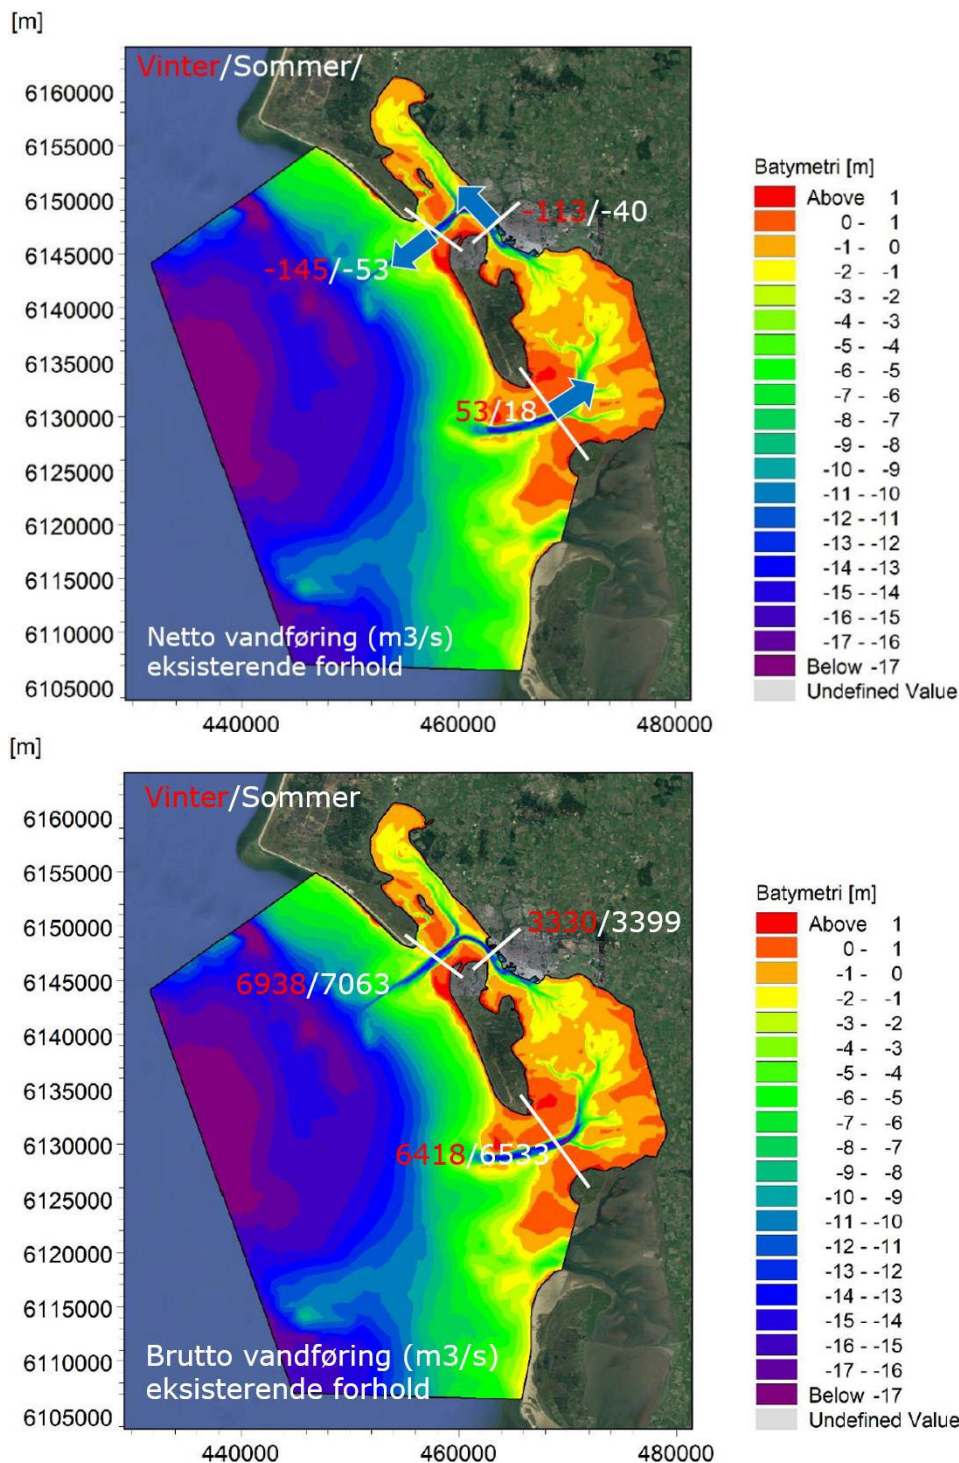 [m]
Vinter/Sommer/
6160000
6155000
6150000
6145000
6140000
6135000
6130000
6125000
6120000
6115000
6110000
6105000
-113/-40
-145/-53
53/18
Netto vandføring (m3/s)
eksisterende forhold
440000 460000 480000
Batymetri [m]
Above 1
0 - 1
-1 - 0
-2 - -1
-3 - -2
-4 - -3
-5 - -4
-6 - -5
-7 - -6
-8 - -7
-9 - -8
-10 - -9
-11 - -10
-12 - -11
-13 - -12
-14 - -13
-15 - -14
-16 - -15
-17 - -16
Below -17
Undefined Value
[m]
Vinter/Sommer
6160000
6155000
6150000
6145000
6140000
6135000
6130000
6125000
6120000
6115000
6110000
6105000
3330/3399
6938/7063
6418/6533
Brutto vandføring (m3/s)
eksisterende forhold
440000 460000 480000
Batymetri [m]
Above 1
0 - 1
-1 - 0
-2 - -1
-3 - -2
-4 - -3
-5 - -4
-6 - -5
-7 - -6
-8 - -7
-9 - -8
-10 - -9
-11 - -10
-12 - -11
-13 - -12
-14 - -13
-15 - -14
-16 - -15
-17 - -16
Below -17
Undefined Value